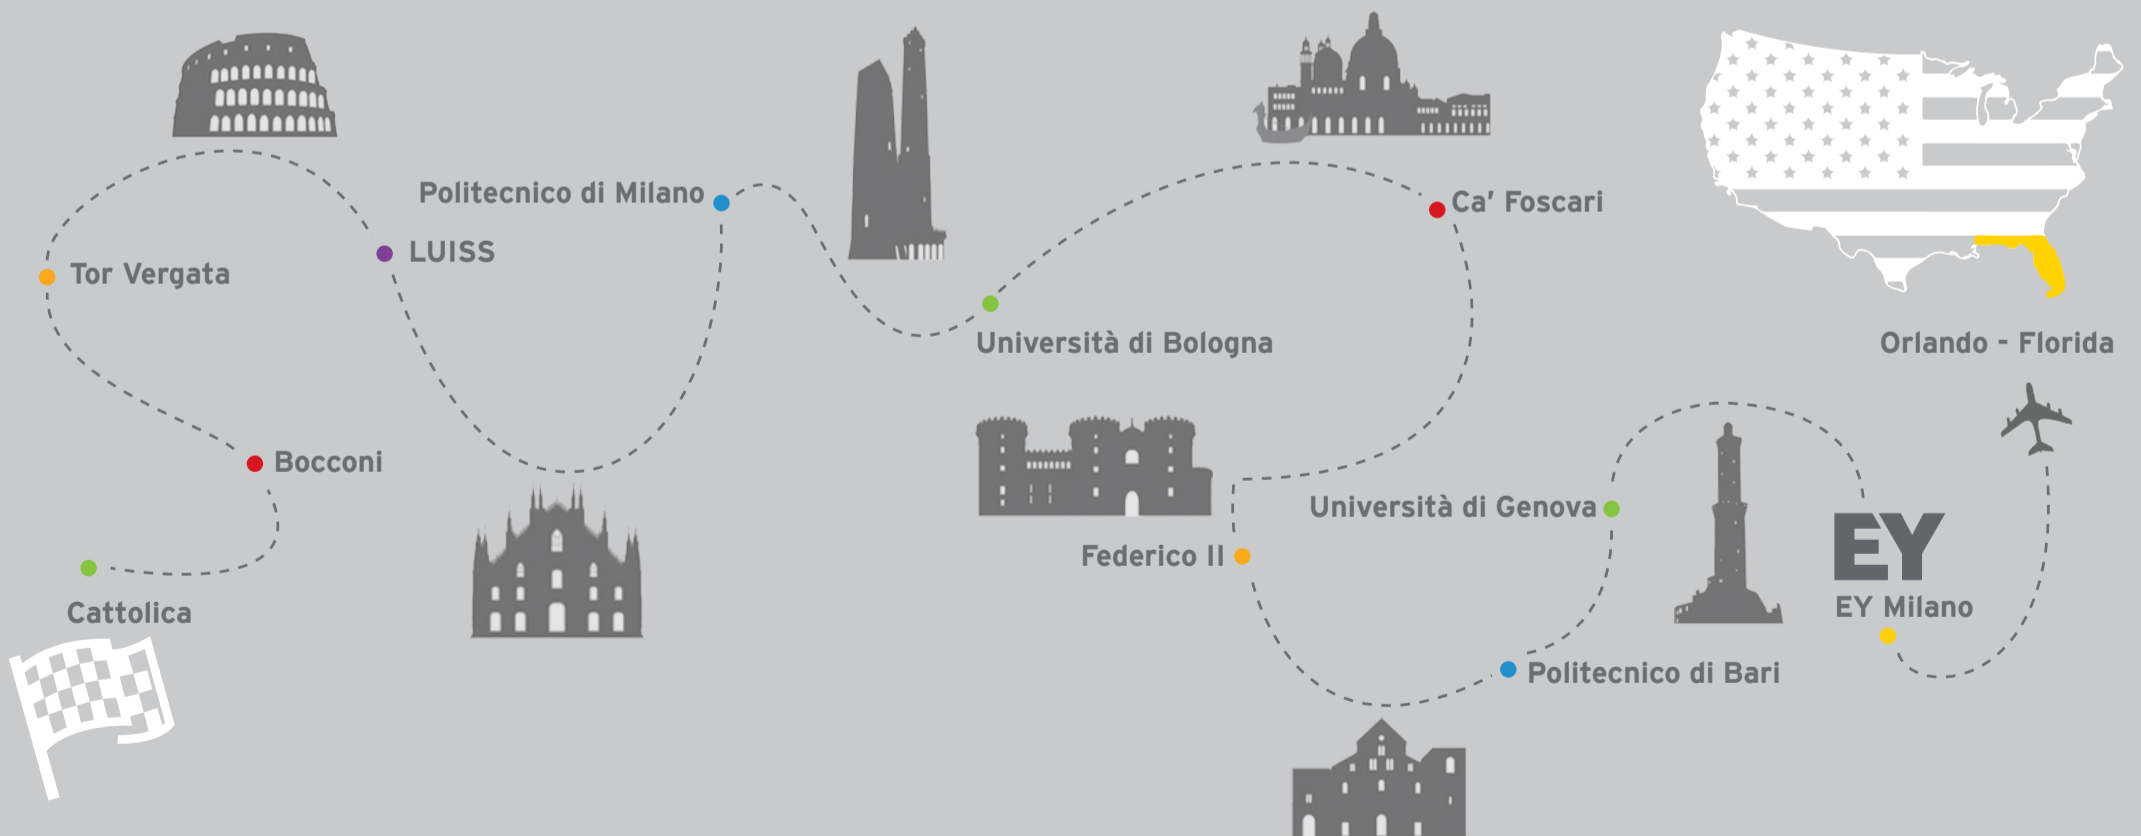 Politecnico di Milano
Ca' Foscari
LUISS
Tor Vergata
Università di Bologna
Orlando - Florida
Bocconi
Università di Genova
EY
Federico II
EY Milano
Cattolica
Politecnico di Bari